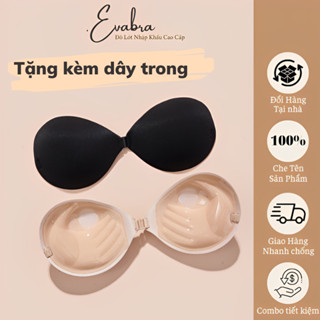 Evabra
Đồ Lót Nhập Khẩu Cao Cấp
Tặng kèm dây trong
Đổi Hàng
Tại nhà
100%
Che Tên
Sản Phẩm
Giao Hàng
Nhanh chóng
Combo tiết kiệm